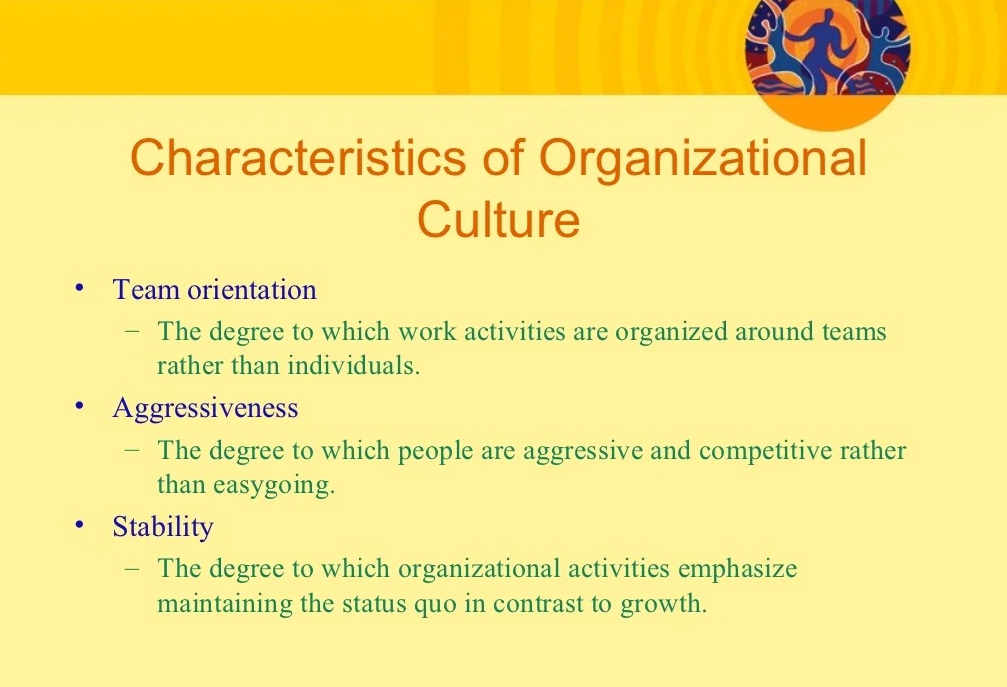 Characteristics of Organizational
Culture
• Team orientation
– The degree to which work activities are organized around teams
rather than individuals.
• Aggressiveness
– The degree to which people are aggressive and competitive rather
than easygoing.
• Stability
– The degree to which organizational activities emphasize
maintaining the status quo in contrast to growth.